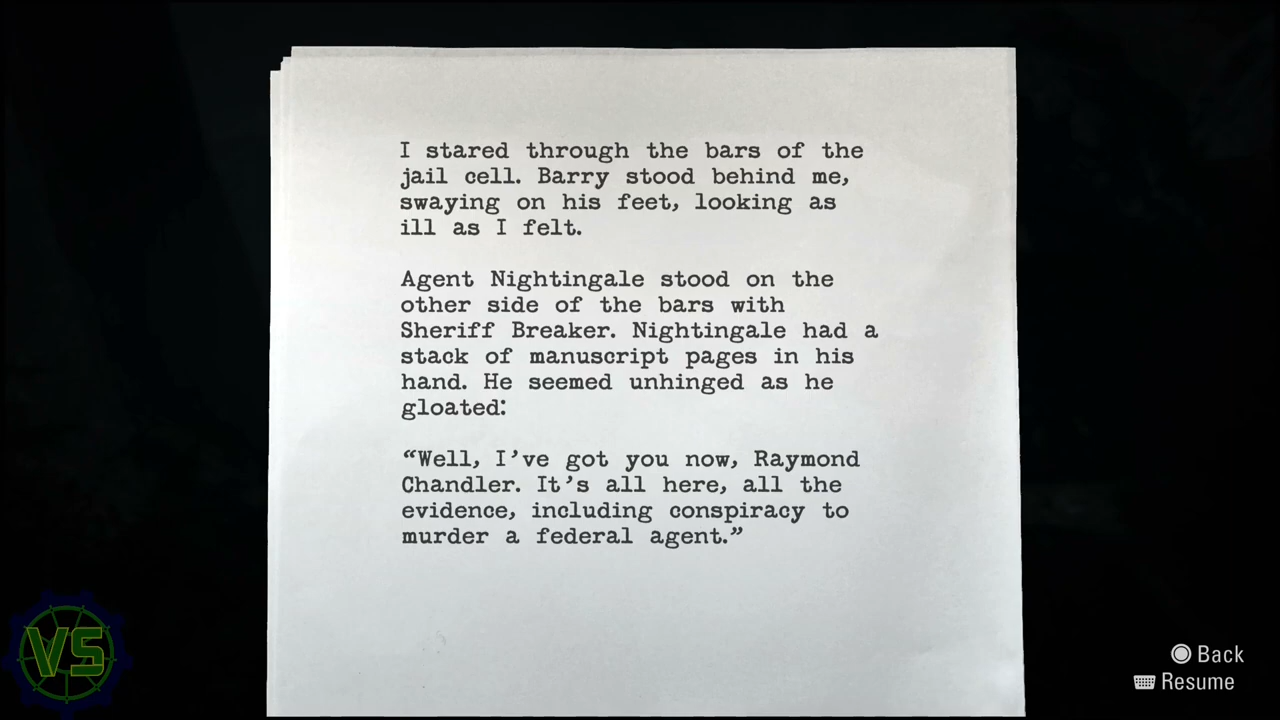 I stared through the bars of the
jail cell. Barry stood behind me,
swaying on his feet, looking as
ill as I felt.
Agent Nightingale stood on the
other side of the bars with
Sheriff Breaker. Nightingale had a
stack of manuscript pages in his
hand. He seemed unhinged as he
gloated:
“Well, I’ve got you now, Raymond
Chandler. It’s all here, all the
evidence, including conspiracy to
murder a federal agent.”
VS
Back
Resume